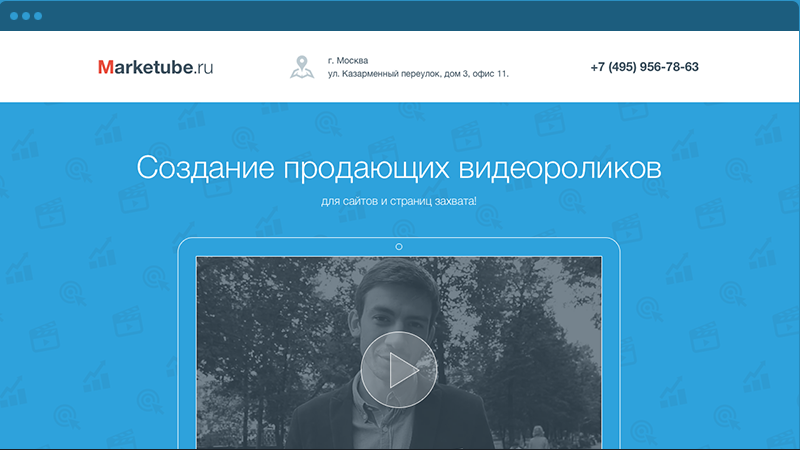 Marketube.ru
г. Москва
ул. Казарменный переулок, дом 3, офис 11.
+7 (495) 956-78-63
Создание продающих видеороликов
для сайтов и страниц захвата!